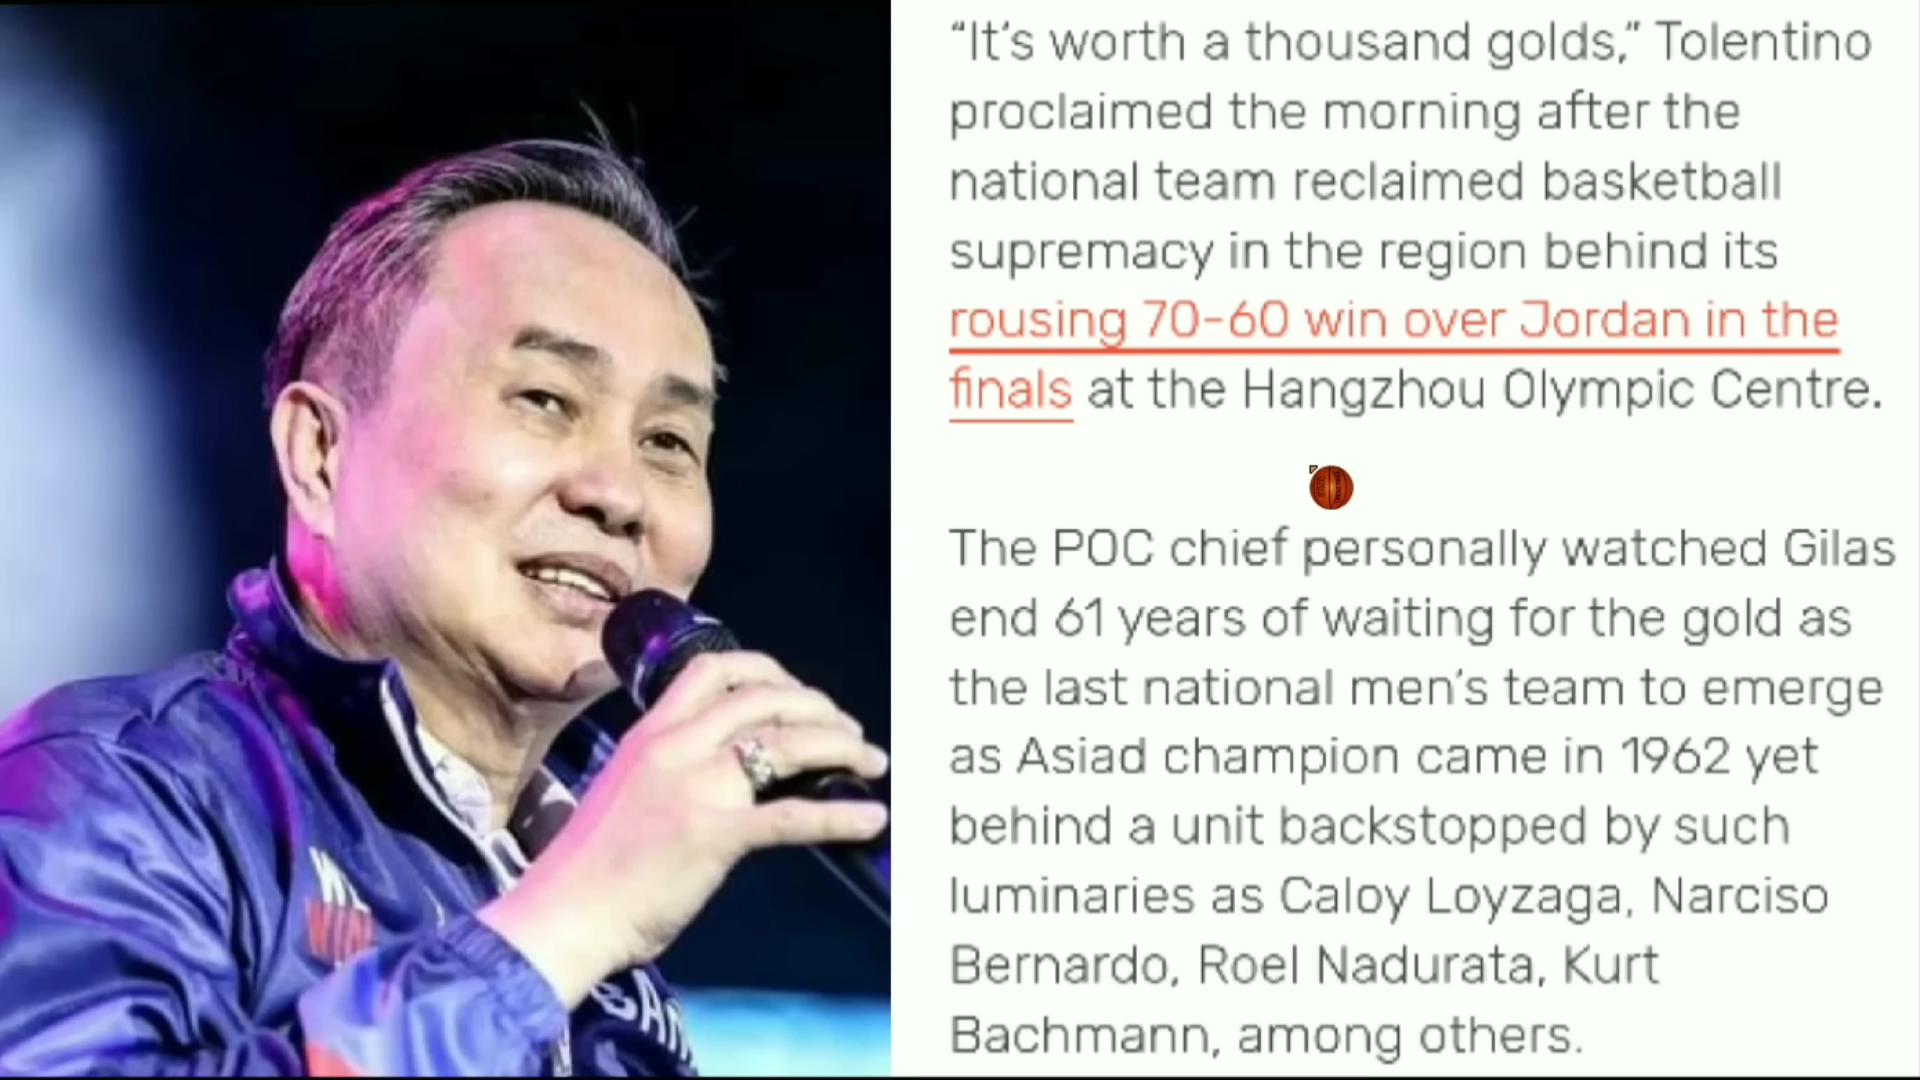 “It’s worth a thousand golds,” Tolentino
proclaimed the morning after the
national team reclaimed basketball
supremacy in the region behind its
rousing 70-60 win over Jordan in the
finals at the Hangzhou Olympic Centre.
The POC chief personally watched Gilas
end 61 years of waiting for the gold as
the last national men’s team to emerge
as Asiad champion came in 1962 yet
behind a unit backstopped by such
luminaries as Caloy Loyzaga, Narciso
Bernardo, Roel Nadurata, Kurt
Bachmann, among others.